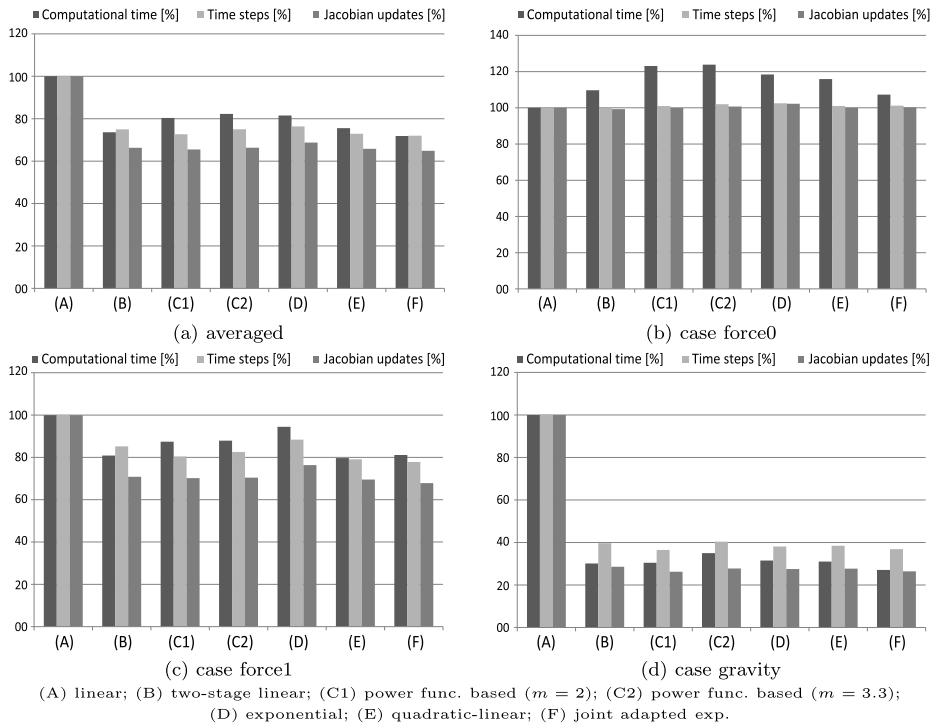 Computational time [%] Time steps [%] Jacobian updates [%]
120
100
80
60
40
20
00
(A) (B) (C1) (C2) (D) (E) (F)
(a) averaged
Computational time [%] Time steps [%] Jacobian updates [%]
140
120
100
80
60
40
20
00
(A) (B) (C1) (C2) (D) (E) (F)
(b) case force0
Computational time [%] Time steps [%] Jacobian updates [%]
120
100
80
60
40
20
00
(A) (B) (C1) (C2) (D) (E) (F)
(c) case force1
Computational time [%] Time steps [%] Jacobian updates [%]
120
100
80
60
40
20
00
(A) (B) (C1) (C2) (D) (E) (F)
(d) case gravity
(A) linear; (B) two-stage linear; (C1) power func. based (m = 2); (C2) power func. based (m = 3.3);
(D) exponential; (E) quadratic-linear; (F) joint adapted exp.